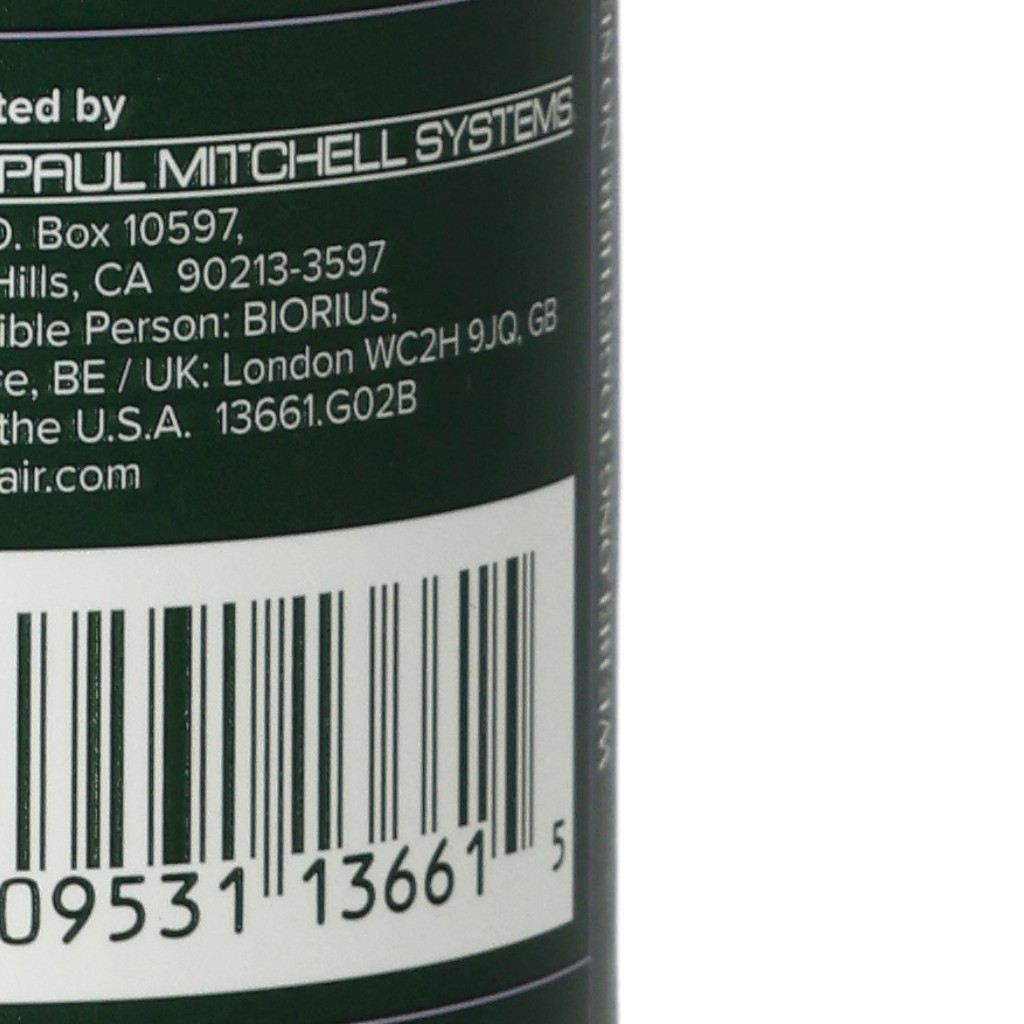 ted by
PAUL MITCHELL SYSTEMS
O. Box 10597,
Hills, CA 90213-3597
ible Person: BIORIUS,
re, BE / UK: London WC2H 9JQ, GB
the U.S.A. 13661.G02B
air.com
09531 13661 5